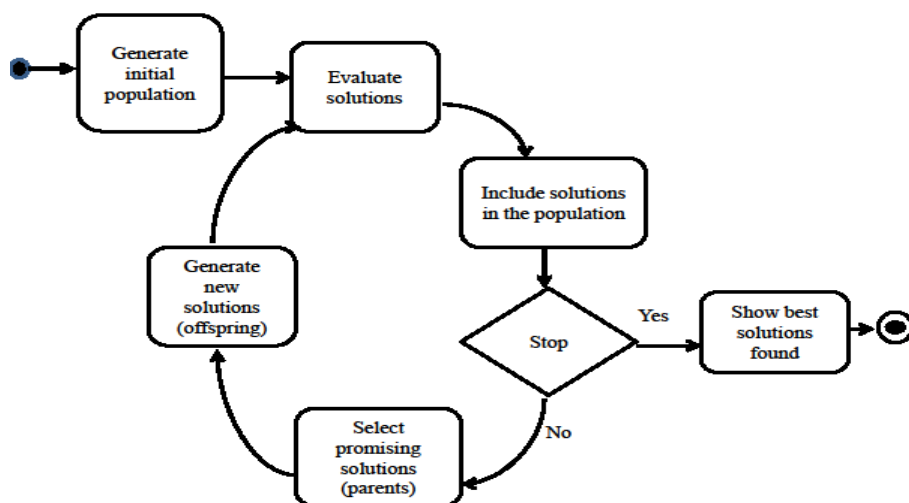 Generate
initial
population
Evaluate
solutions
Include solutions
in the population
Stop
Yes
Show best
solutions
found
No
Select
promising
solutions
(parents)
Generate
new
solutions
(offspring)